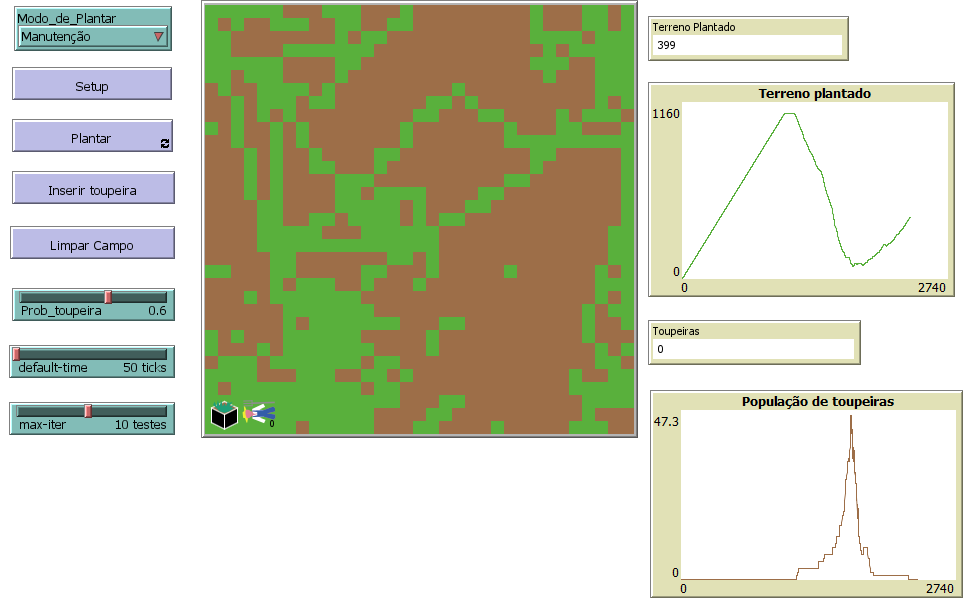 Modo_de_Plantar
Manutenção
Setup
Plantar
Inserir toupeira
Limpar Campo
Prob_toupeira 0.6
default-time 50 ticks
max-iter 10 testes
0
Terreno Plantado
399
Terreno plantado
1160
0
0 2740
Toupeiras
0
População de toupeiras
47.3
0
0 2740